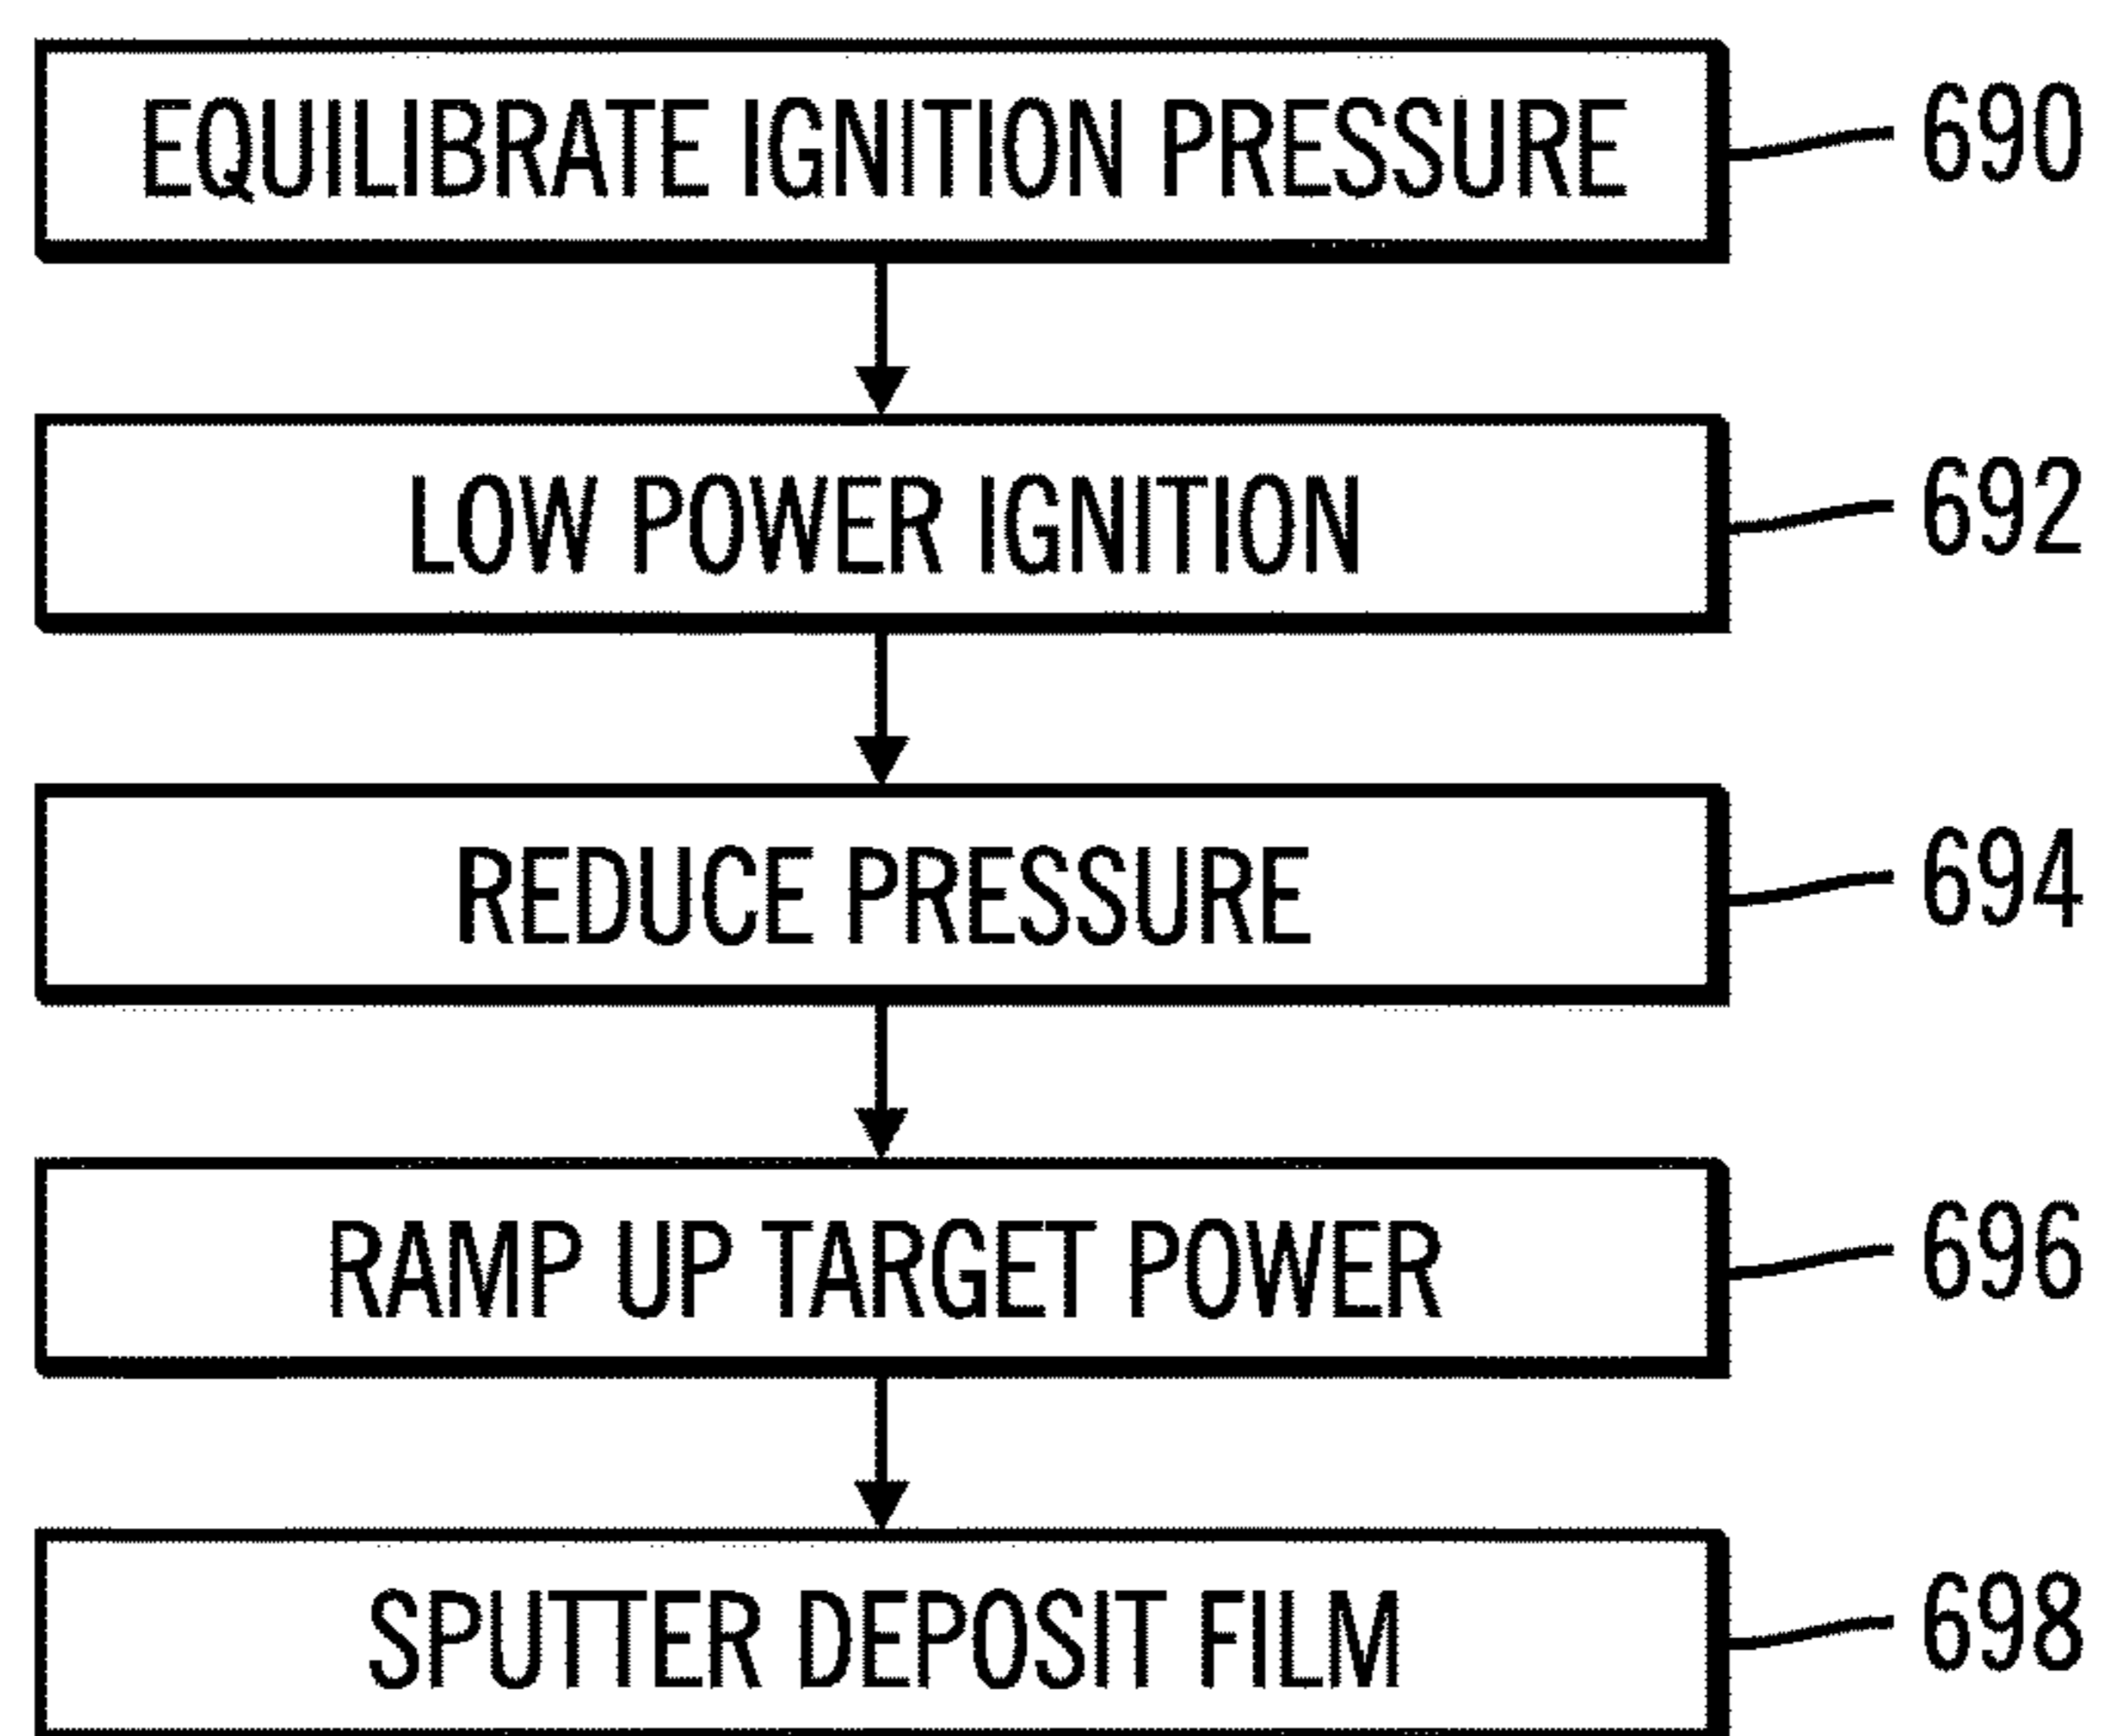 EQUILIBRATE IGNITION PRESSURE 690
LOW POWER IGNITION 692
REDUCE PRESSURE 694
RAMP UP TARGET POWER 696
SPUTTER DEPOSIT FILM 698